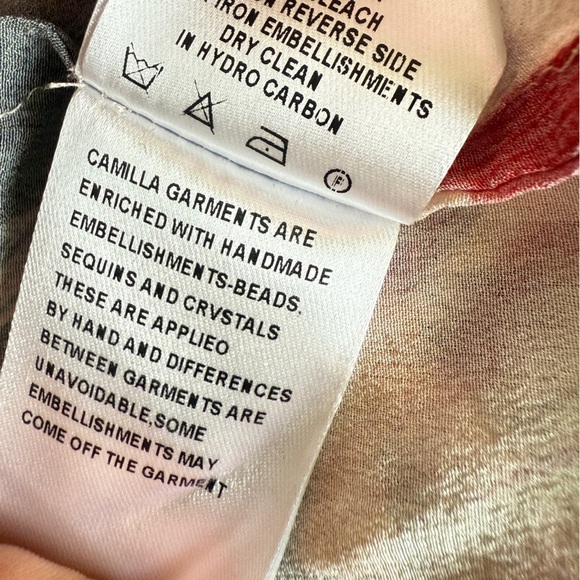 LEACH
ON REVERSE SIDE
IRON EMBELLISHMENTS
DRY CLEAN
IN HYDRO CARBON
F
CAMILLA GARMENTS ARE
ENRICHED WITH HANDMADE
EMBELLISHMENTS-BEADS.
SEQUINS AND CRVSTALS
THESE ARE APPLIEO
BY HAND AND DIFFERENCES
BETWEEN GARMENTS ARE
UNAVOIDABLE,SOME
EMBELLISHMENTS MAY
COME OFF THE GARMENT